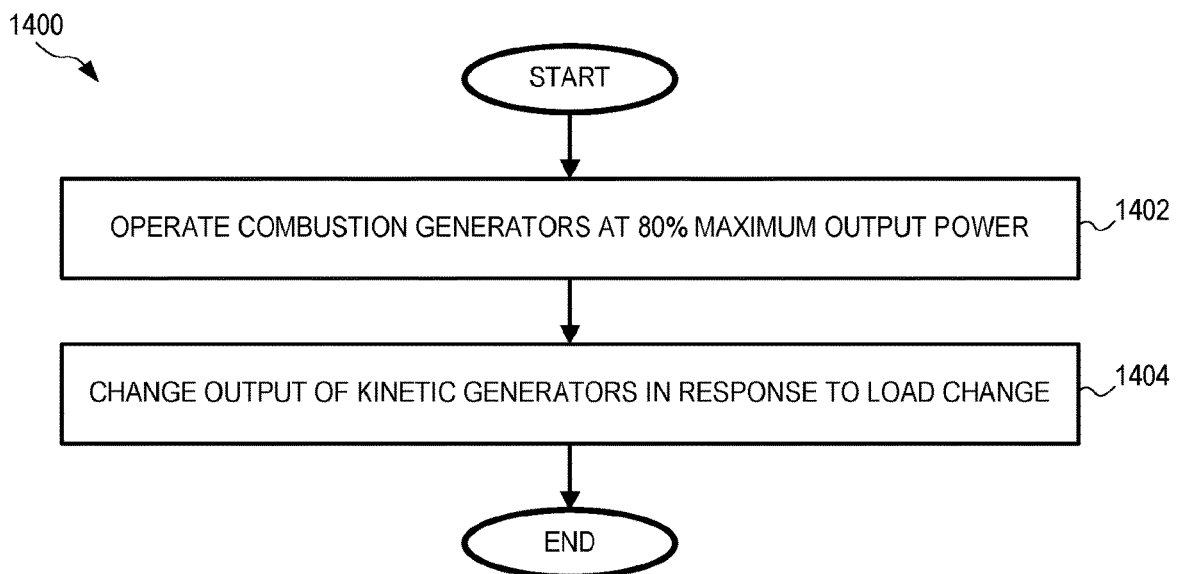 1400
START
OPERATE COMBUSTION GENERATORS AT 80% MAXIMUM OUTPUT POWER
1402
CHANGE OUTPUT OF KINETIC GENERATORS IN RESPONSE TO LOAD CHANGE
1404
END